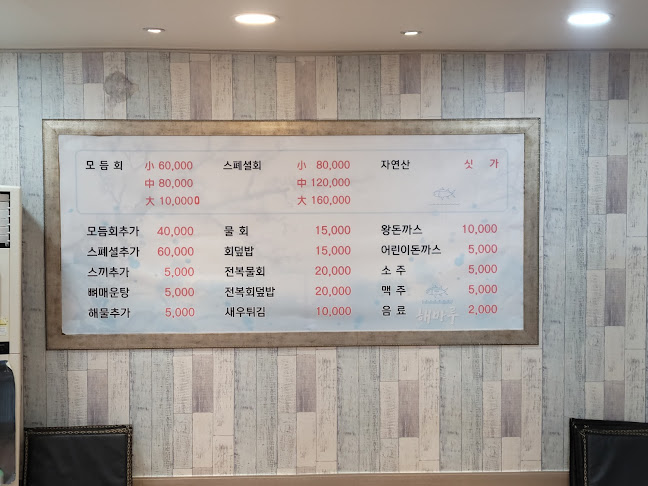 모듬회 小 60,000 스페셜회 小 80,000 자연산 싯가
中 80,000 中 120,000
大 10,000 大 160,000
모듬회추가 40,000 물회 15,000 왕돈까스 10,000
스페셜추가 60,000 회덮밥 15,000 어린이돈까스 5,000
스끼추가 5,000 전복물회 20,000 소주 5,000
뼈매운탕 5,000 전복회덮밥 20,000 맥주 5,000
해물추가 5,000 새우튀김 10,000 음료 2,000